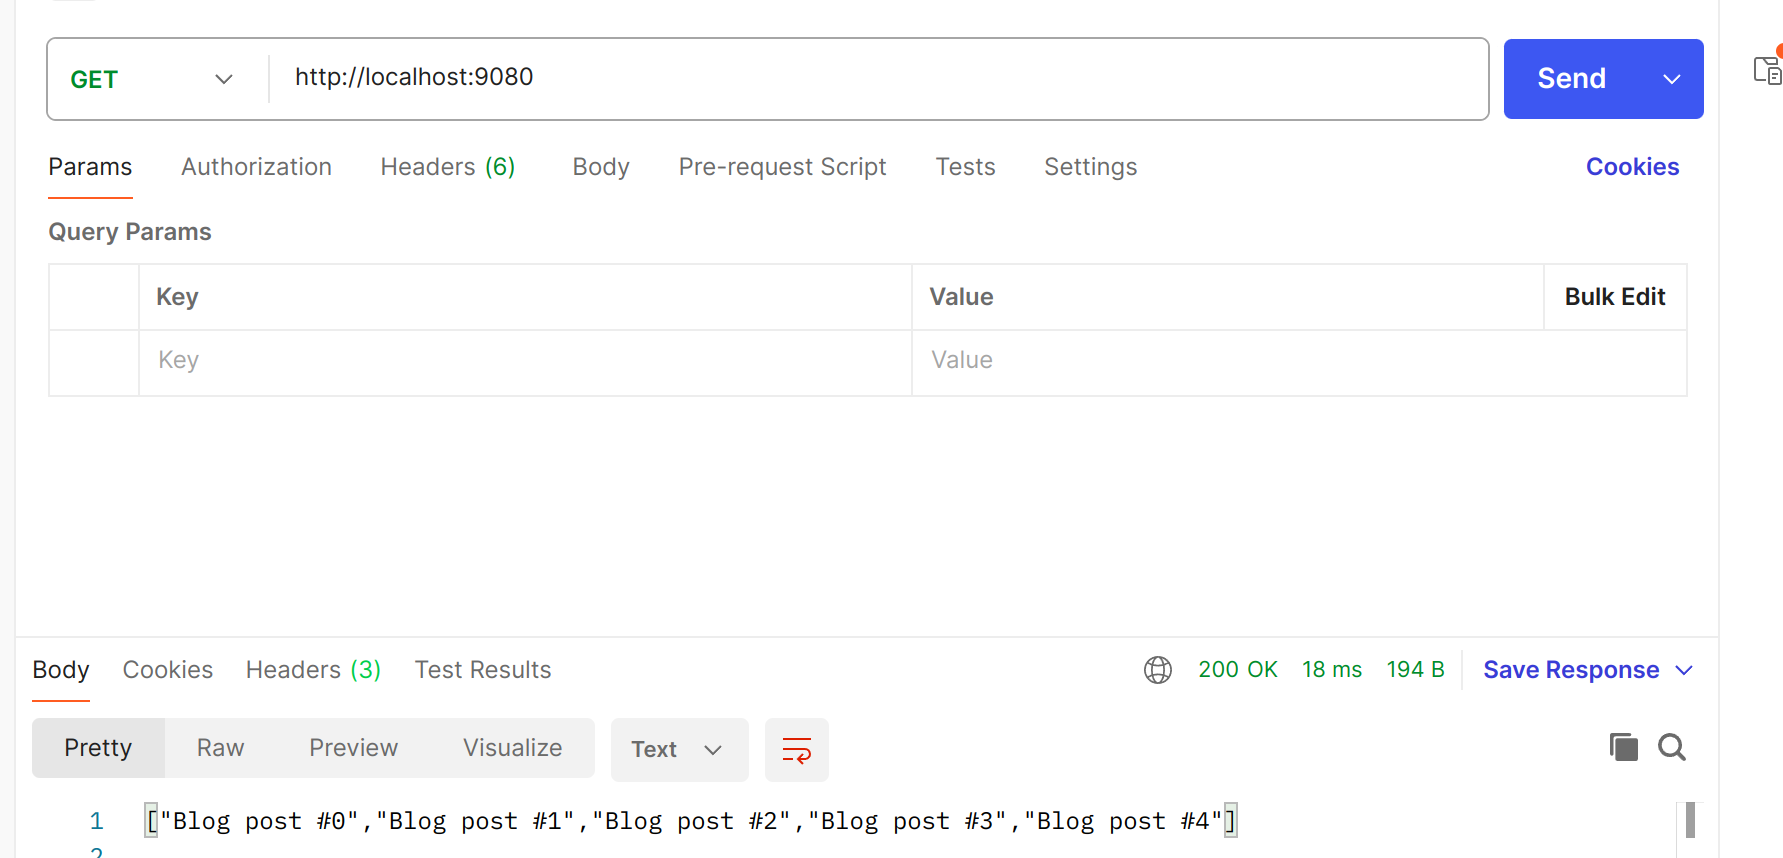 GET http://localhost:9080 Send
Params Authorization Headers (6) Body Pre-request Script Tests Settings Cookies
Query Params
Key Value Bulk Edit
Key Value
Body Cookies Headers (3) Test Results 200 OK 18 ms 194 B Save Response
Pretty Raw Preview Visualize Text
1 ["Blog post #0","Blog post #1","Blog post #2","Blog post #3","Blog post #4"]
2